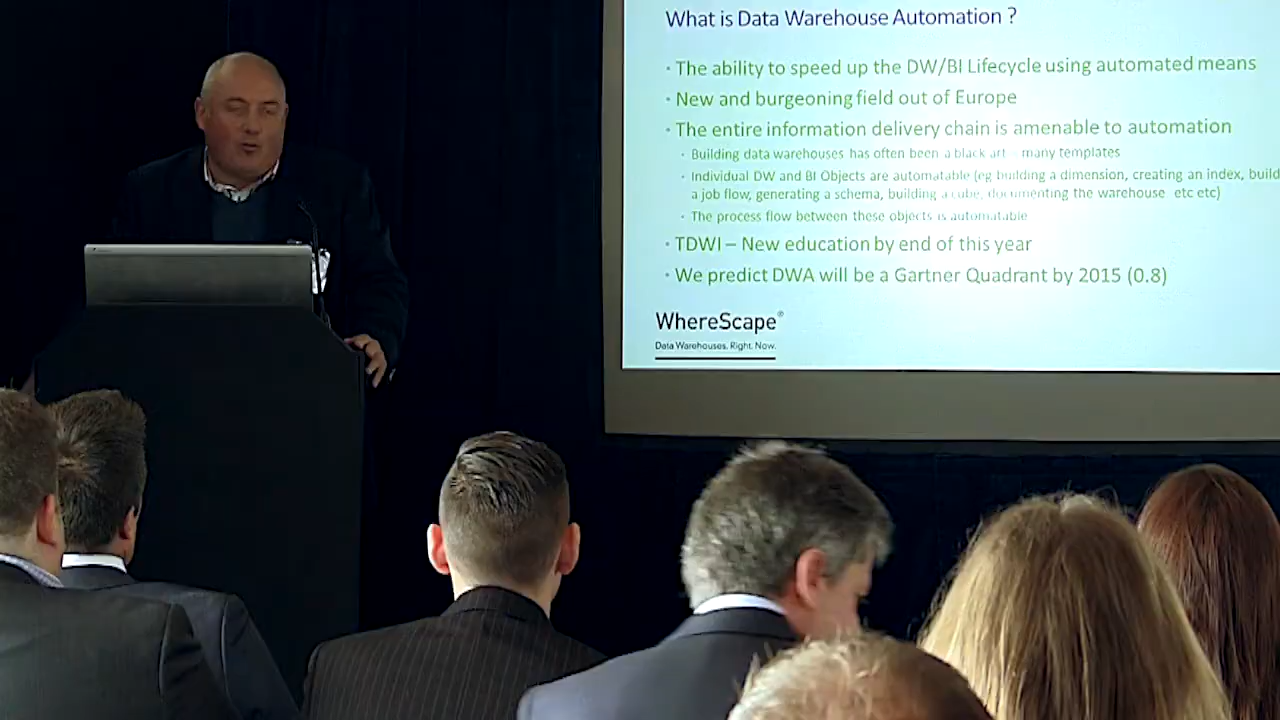 What is Data Warehouse Automation ?
· The ability to speed up the DW/BI Lifecycle using automated means
· New and burgeoning field out of Europe
· The entire information delivery chain is amenable to automation
· Building data warehouses has often been a black art – many templates
· Individual DW and BI Objects are automatable (eg building a dimension, creating an index, build
a job flow, generating a schema, building a cube, documenting the warehouse etc etc)
· The process flow between these objects is automatable
· TDWI – New education by end of this year
· We predict DWA will be a Gartner Quadrant by 2015 (0.8)
WhereScape®
Data Warehouses. Right. Now.